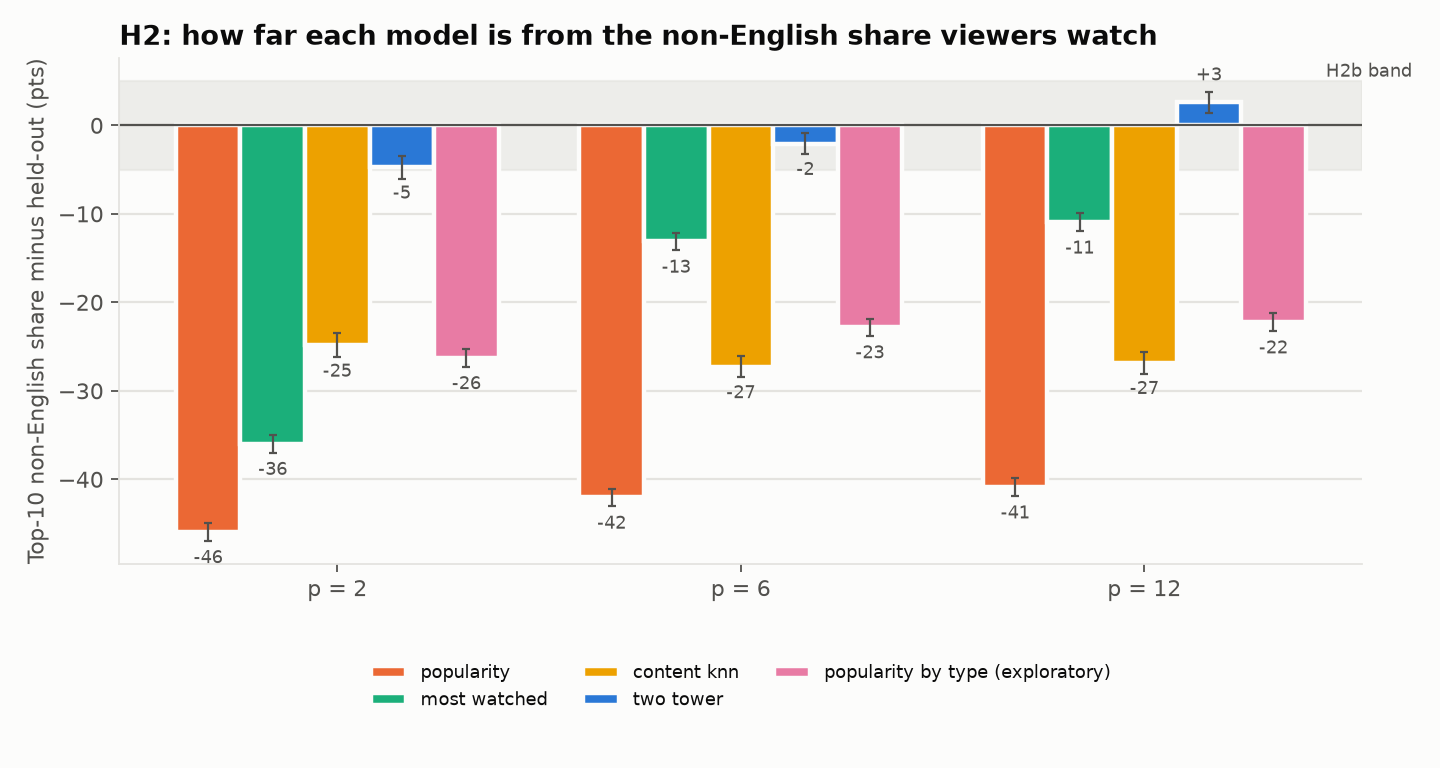 H2: how far each model is from the non-English share viewers watch
Top-10 non-English share minus held-out (pts)
H2b band
0
−10
−20
−30
−40
-46
-36
-25
-5
-26
-42
-13
-27
-2
-23
-41
-11
-27
+3
-22
p = 2
p = 6
p = 12
popularity
most watched
content knn
two tower
popularity by type (exploratory)